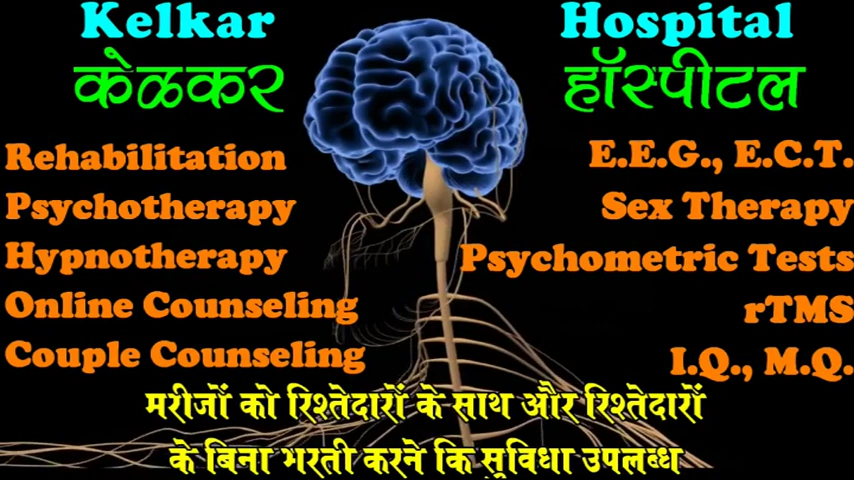 Kelkar Hospital
केळकर हॉस्पीटल
Rehabilitation
Psychotherapy
Hypnotherapy
Online Counseling
Couple Counseling
E.E.G., E.C.T.
Sex Therapy
Psychometric Tests
rTMS
I.Q., M.Q.
मरीजों को रिश्तेदारों के साथ और रिश्तेदारों
के बिना भरती करने कि सुविधा उपलब्ध